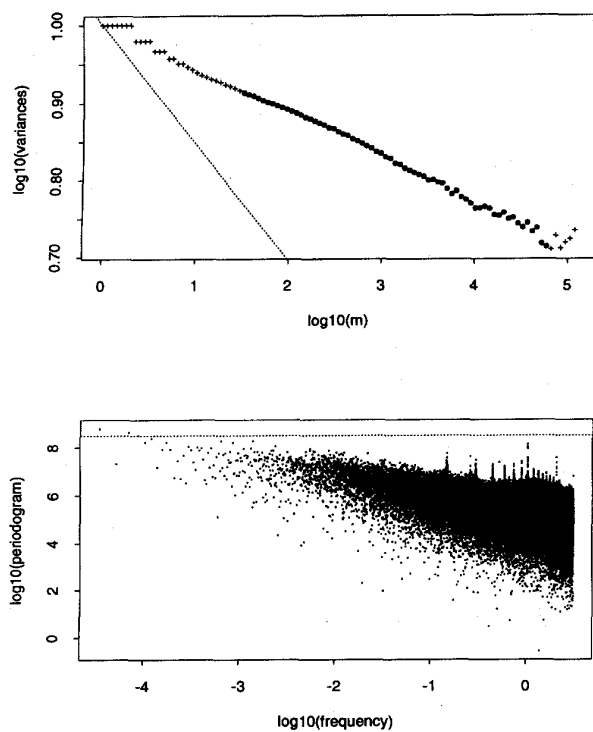 1.00
0.90
0.80
0.70
log10(variances)
0 1 2 3 4 5
log10(m)
8
6
4
2
0
log10(periodogram)
-4 -3 -2 -1 0
log10(frequency)